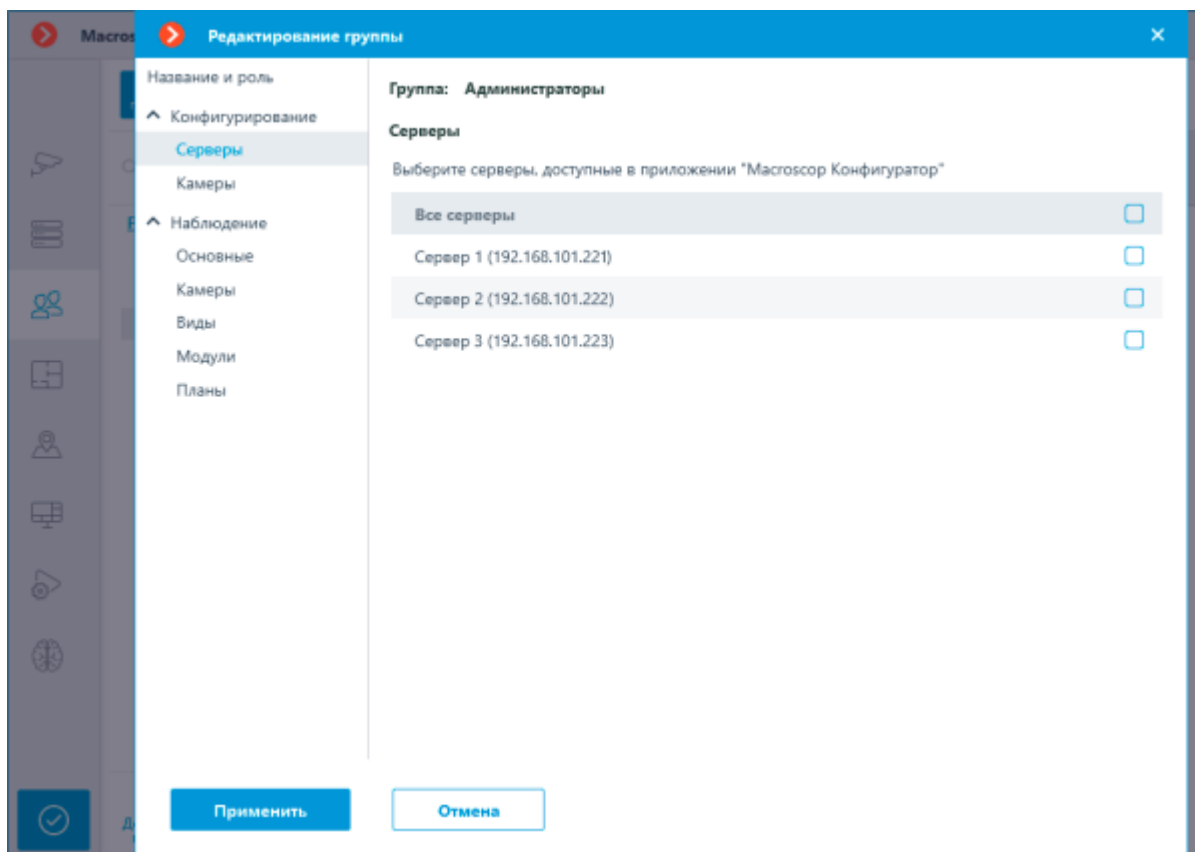 Macros
Редактирование группы
Название и роль
Конфигурирование
Серверы
Камеры
Наблюдение
Основные
Камеры
Виды
Модули
Планы
Группа: Администраторы
Серверы
Выберите серверы, доступные в приложении "Macroscop Конфигуратор"
Все серверы
Сервер 1 (192.168.101.221)
Сервер 2 (192.168.101.222)
Сервер 3 (192.168.101.223)
Применить
Отмена